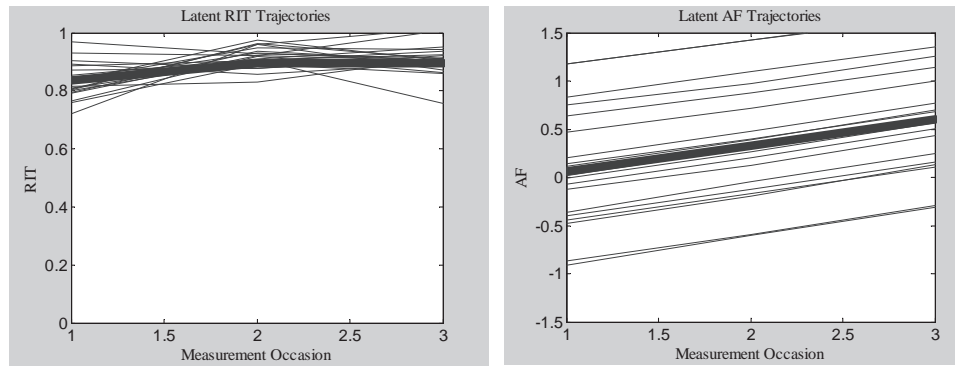 Latent RIT Trajectories
1
0.8
0.6
0.4
0.2
0
RIT
1 1.5 2 2.5 3
Measurement Occasion
Latent AF Trajectories
1.5
1
0.5
0
-0.5
-1
-1.5
AF
1 1.5 2 2.5 3
Measurement Occasion